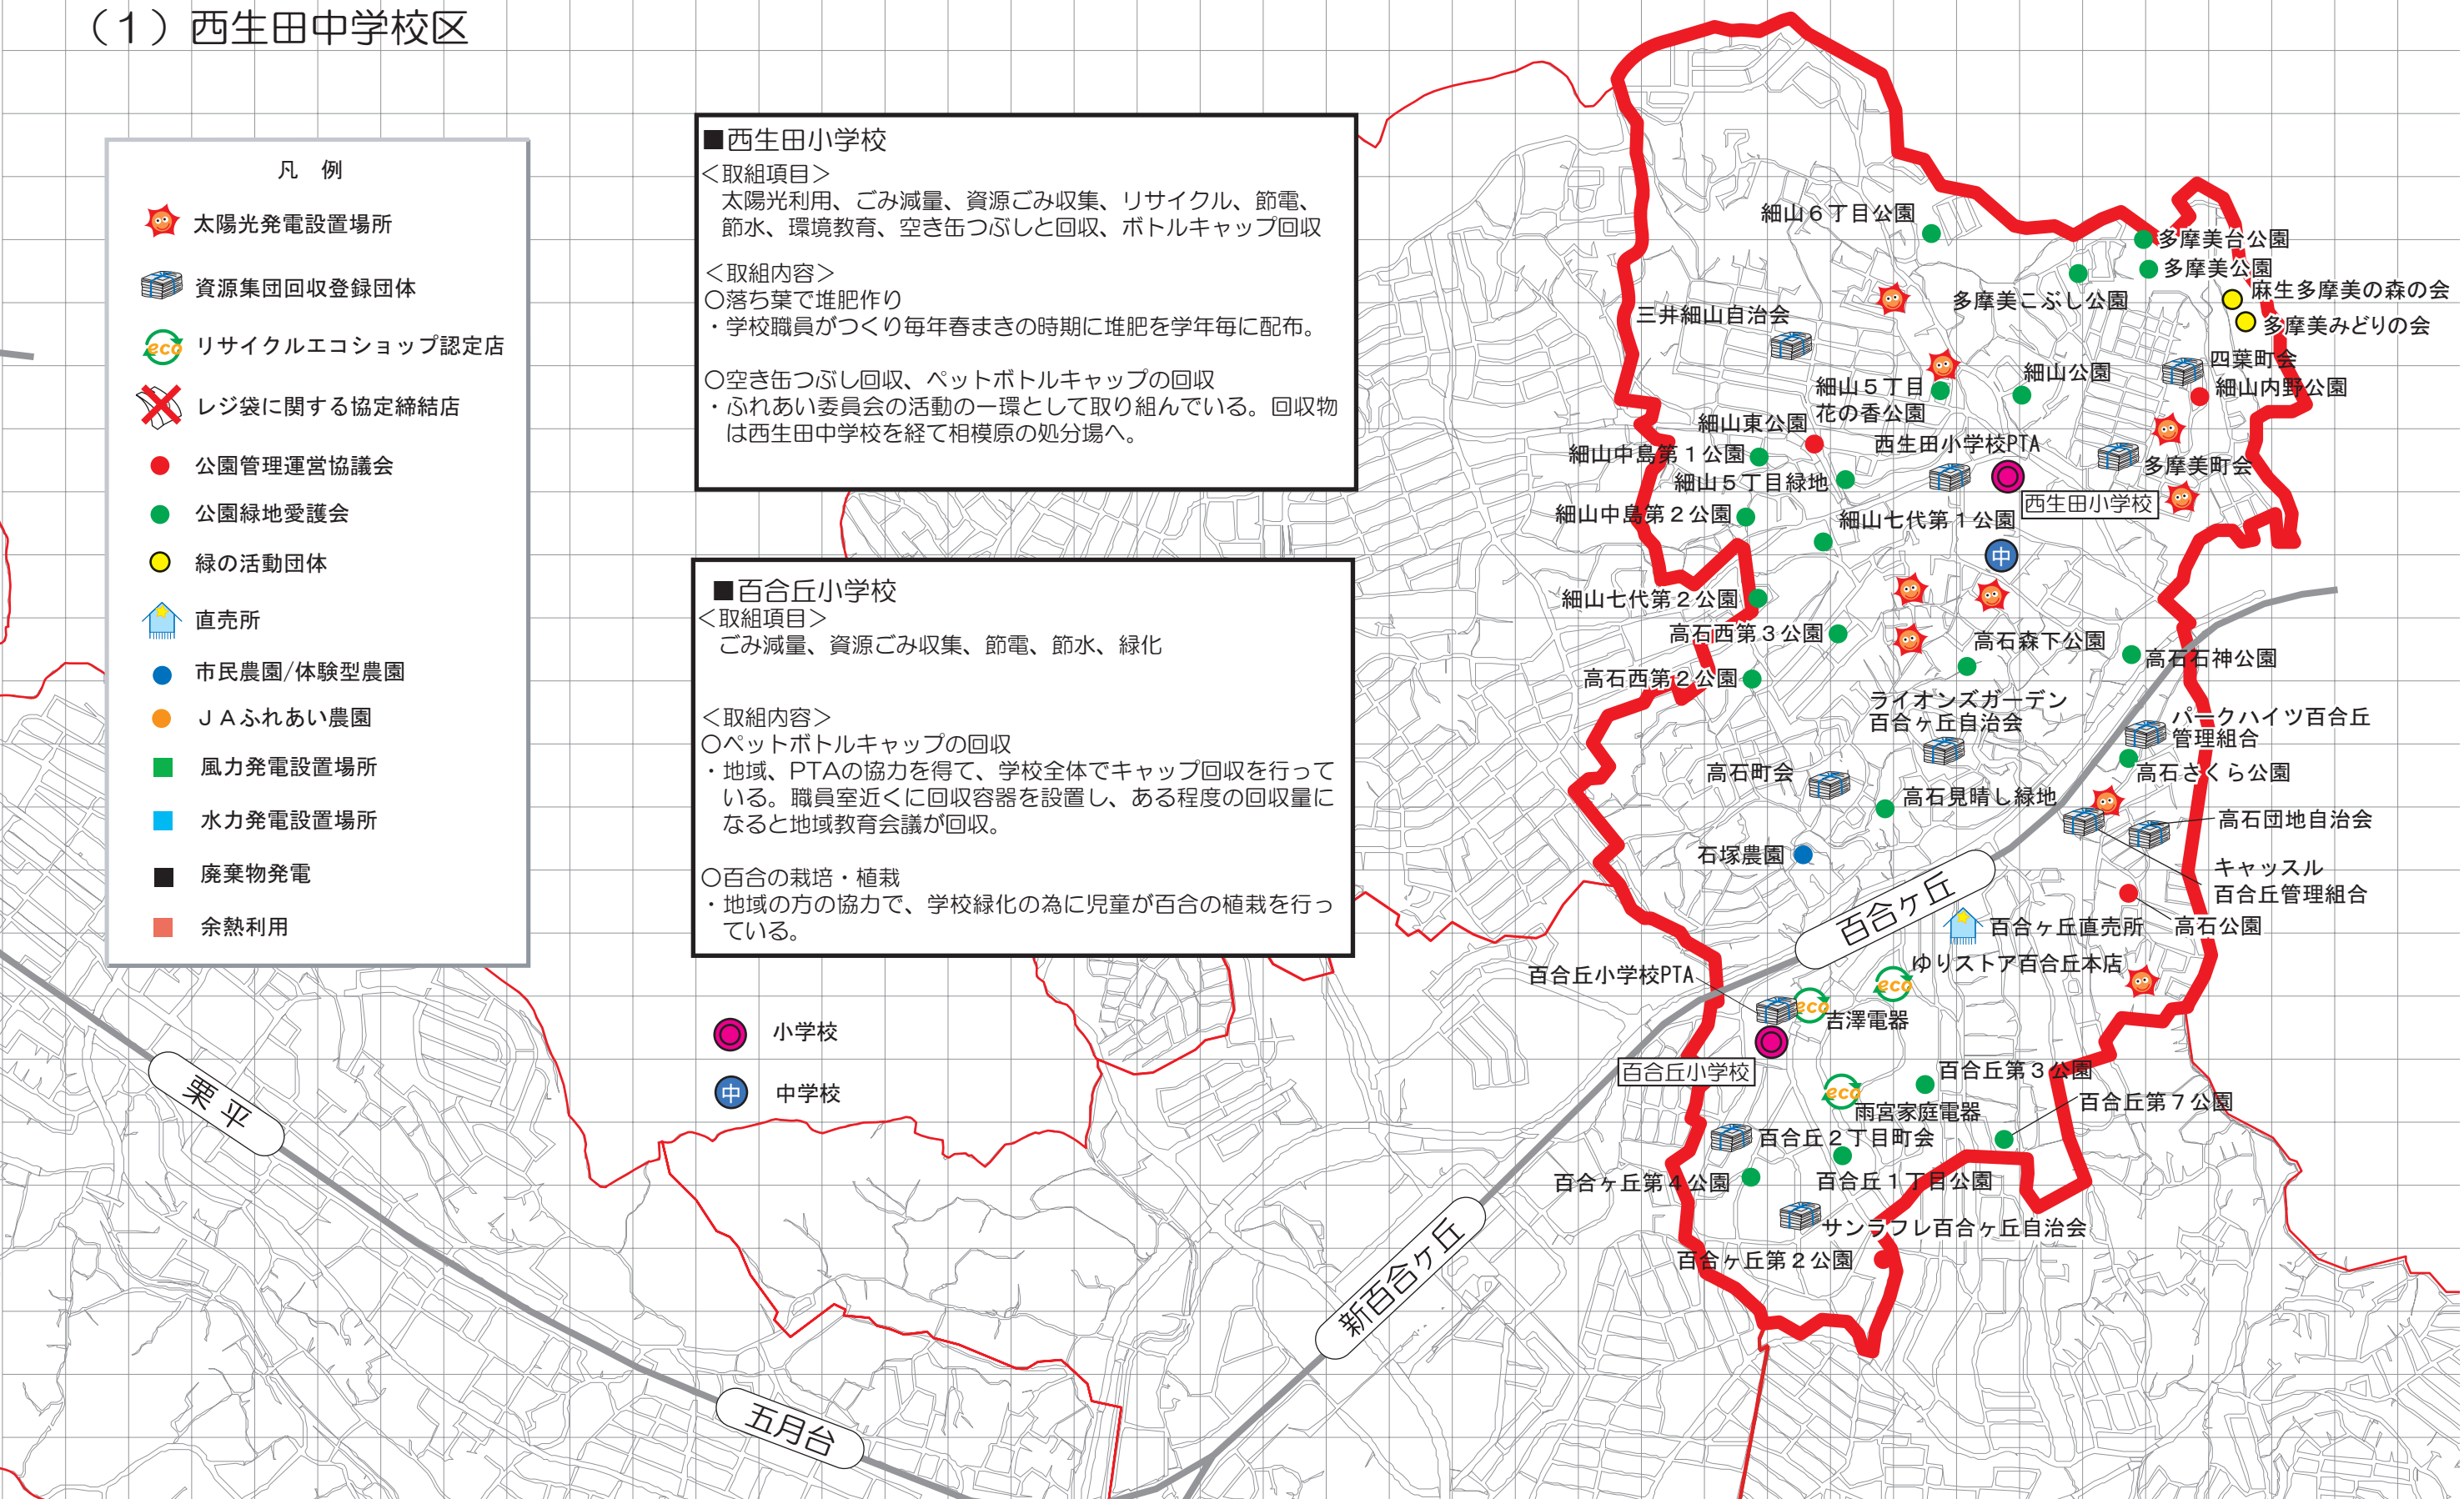 （１）西生田中学校区
凡　例
太陽光発電設置場所
資源集団回収登録団体
eco
リサイクルエコショップ認定店
レジ袋に関する協定締結店
公園管理運営協議会
公園緑地愛護会
緑の活動団体
直売所
市民農園/体験型農園
ＪＡふれあい農園
風力発電設置場所
水力発電設置場所
廃棄物発電
余熱利用
■西生田小学校
＜取組項目＞
太陽光利用、ごみ減量、資源ごみ収集、リサイクル、節電、
節水、環境教育、空き缶つぶしと回収、ボトルキャップ回収
＜取組内容＞
○落ち葉で堆肥作り
・学校職員がつくり毎年春まきの時期に堆肥を学年毎に配布。
○空き缶つぶし回収、ペットボトルキャップの回収
・ふれあい委員会の活動の一環として取り組んでいる。回収物
は西生田中学校を経て相模原の処分場へ。
■百合丘小学校
＜取組項目＞
ごみ減量、資源ごみ収集、節電、節水、緑化
＜取組内容＞
○ペットボトルキャップの回収
・地域、PTAの協力を得て、学校全体でキャップ回収を行って
いる。職員室近くに回収容器を設置し、ある程度の回収量に
なると地域教育会議が回収。
○百合の栽培・植栽
・地域の方の協力で、学校緑化の為に児童が百合の植栽を行っ
ている。
小学校
中
中学校
栗平
五月台
新百合ヶ丘
百合ヶ丘
細山６丁目公園
多摩美台公園
多摩美公園
多摩美こぶし公園
麻生多摩美の森の会
多摩美みどりの会
三井細山自治会
四葉町会
細山公園
細山内野公園
細山５丁目
花の香公園
細山東公園
西生田小学校PTA
細山中島第１公園
多摩美町会
細山５丁目緑地
西生田小学校
細山中島第２公園
細山七代第１公園
中
細山七代第２公園
高石西第３公園
高石森下公園
高石石神公園
高石西第２公園
ライオンズガーデン
百合ヶ丘自治会
パークハイツ百合丘
管理組合
高石町会
高石さくら公園
高石見晴し緑地
高石団地自治会
石塚農園
キャッスル
百合丘管理組合
百合ヶ丘直売所
高石公園
ゆりストア百合丘本店
eco
百合丘小学校PTA
eco
吉澤電器
百合丘小学校
百合丘第３公園
eco
雨宮家庭電器
百合丘第７公園
百合丘２丁目町会
百合ヶ丘第４公園
百合丘１丁目公園
サンラフレ百合ヶ丘自治会
百合ヶ丘第２公園